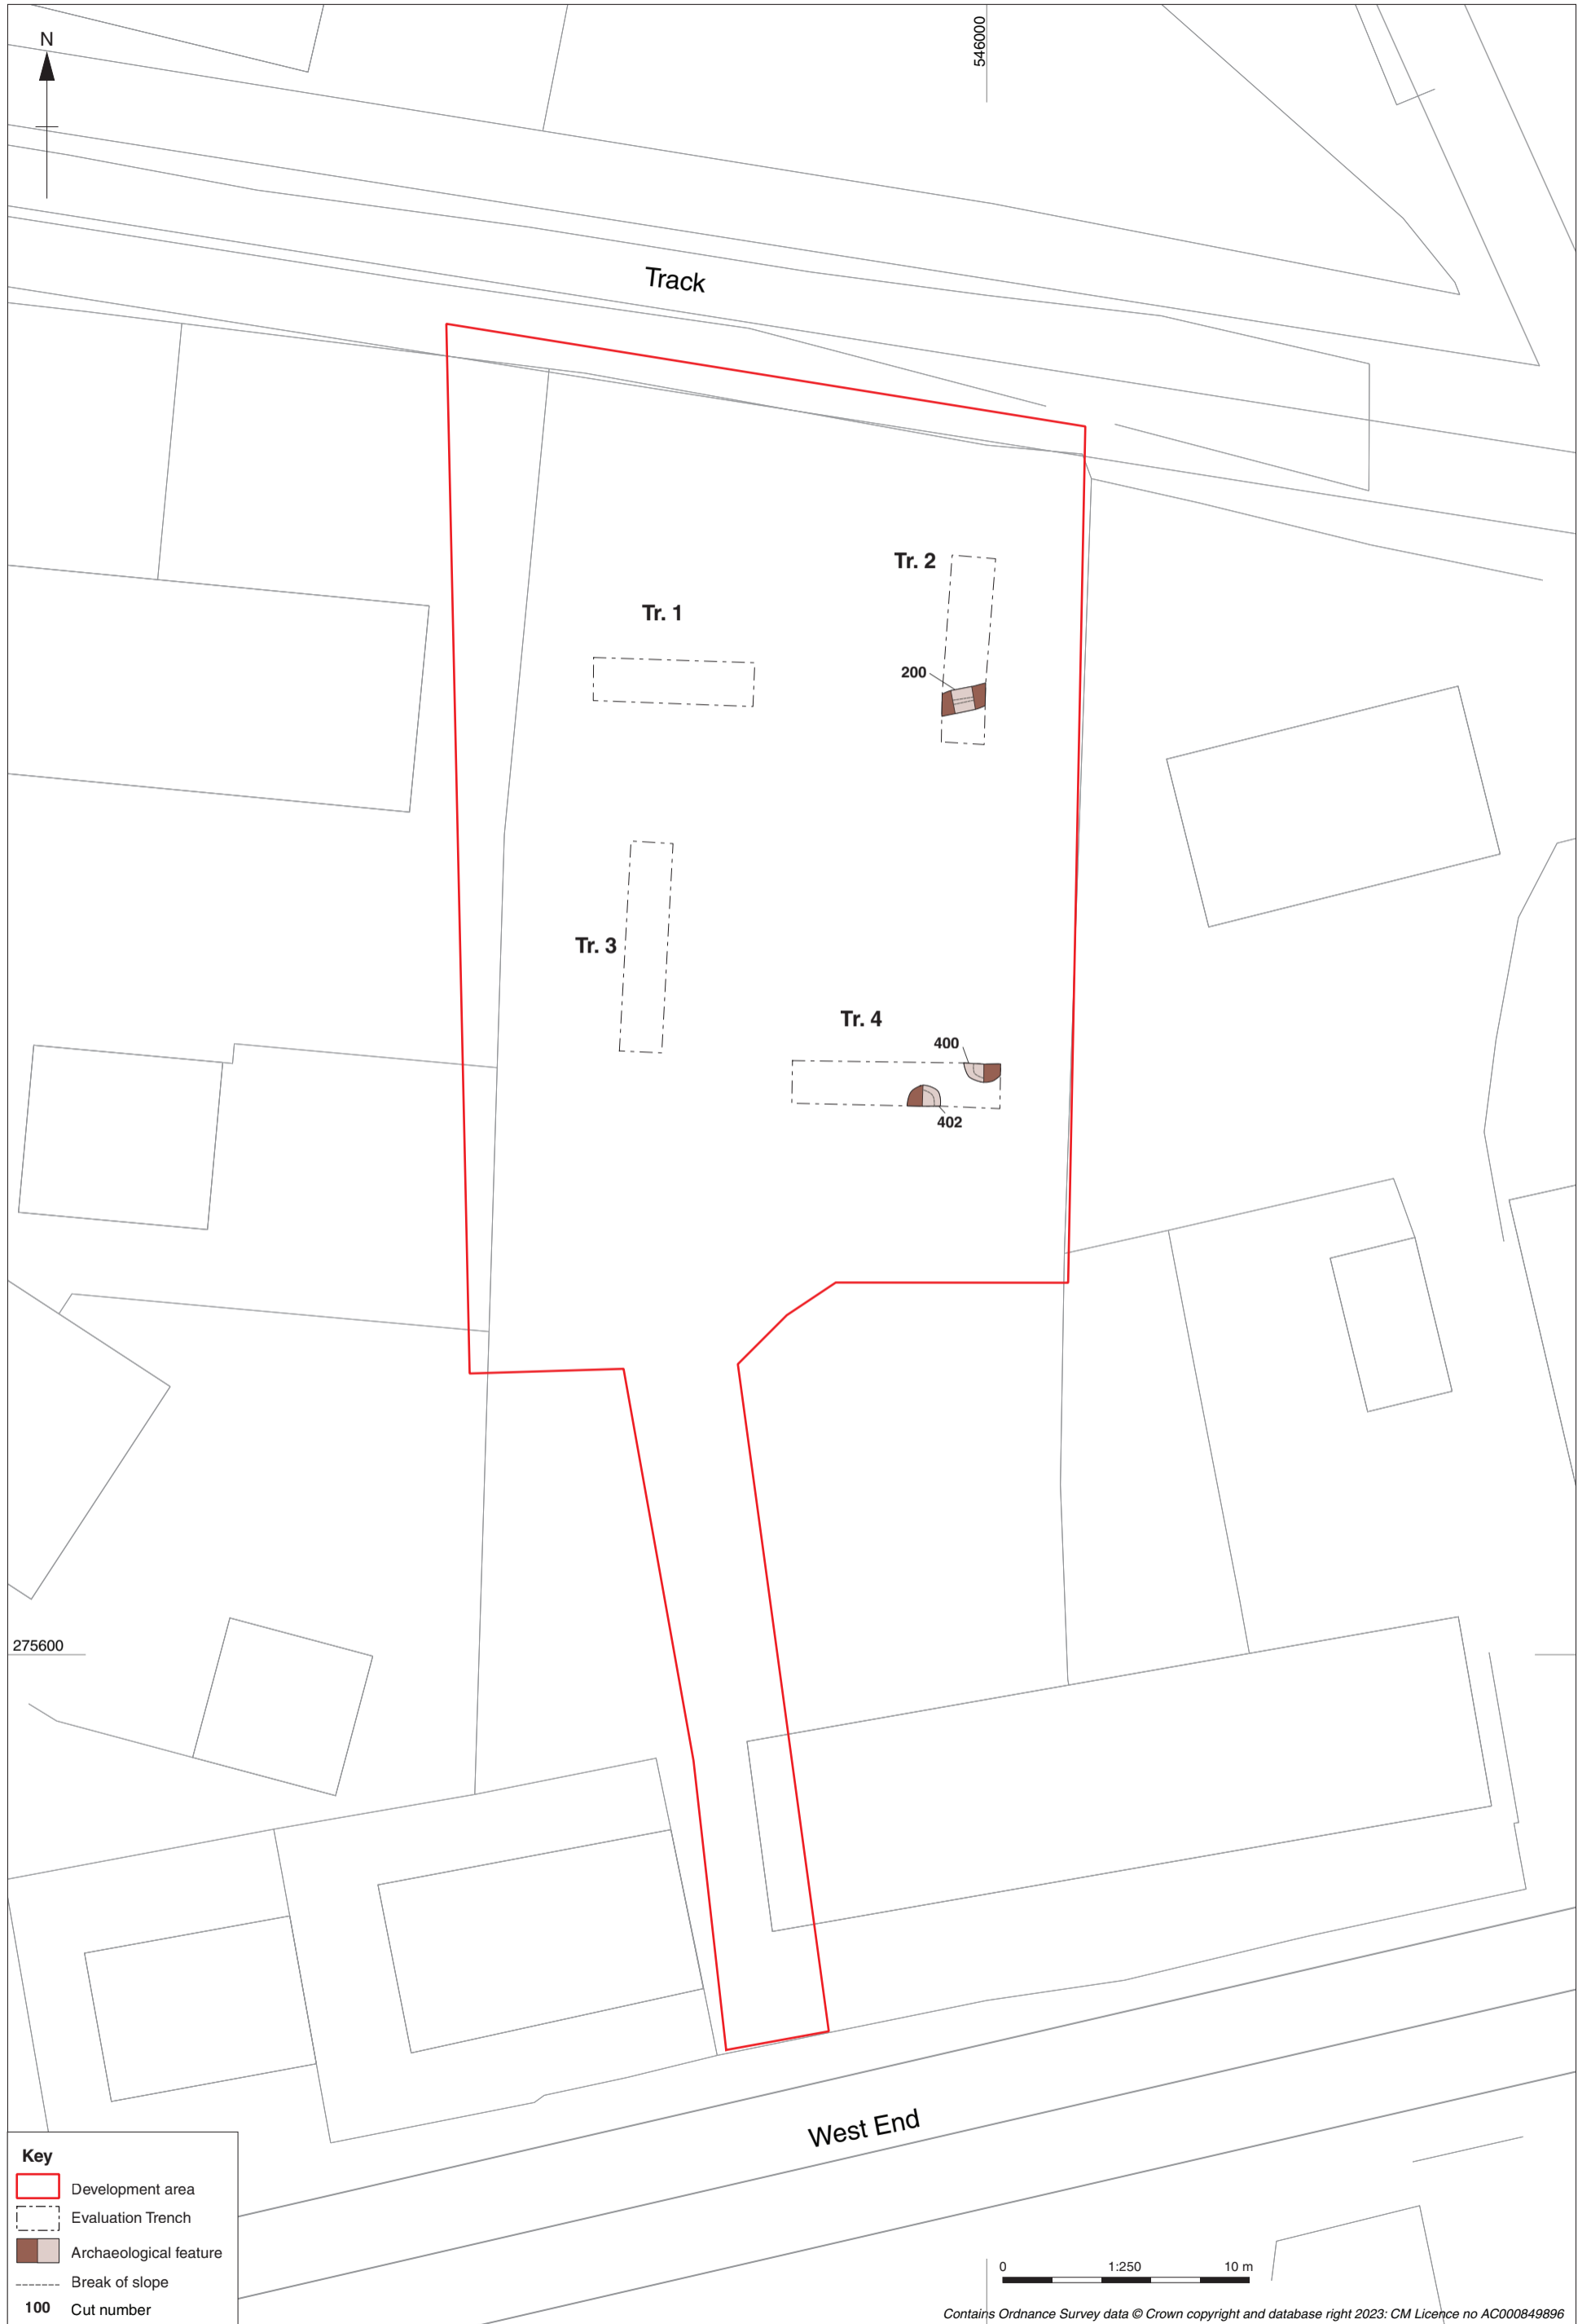 N
546000
Track
Tr. 2
Tr. 1
200
Tr. 3
Tr. 4
400
402
275600
West End
Key
Development area
Evaluation Trench
Archaeological feature
Break of slope
100 Cut number
0 1:250 10 m
Contains Ordnance Survey data © Crown copyright and database right 2023: CM Licence no AC000849896